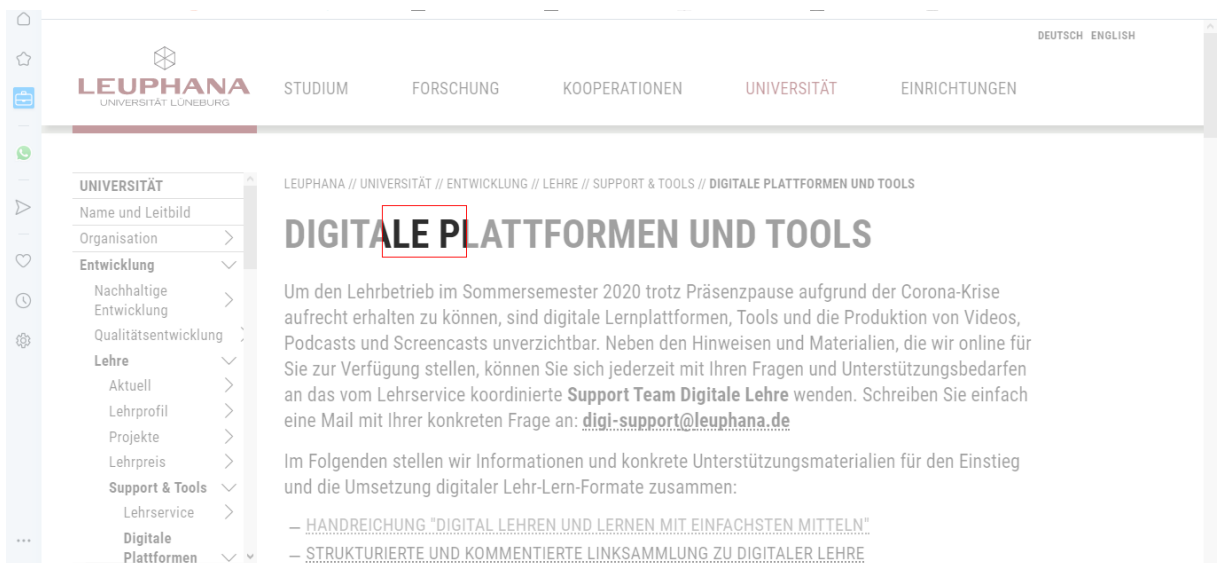 DEUTSCH ENGLISH
LEUPHANA
UNIVERSITÄT LÜNEBURG
STUDIUM FORSCHUNG KOOPERATIONEN UNIVERSITÄT EINRICHTUNGEN
UNIVERSITÄT
Name und Leitbild
Organisation
Entwicklung
Nachhaltige
Entwicklung
Qualitätsentwicklung
Lehre
Aktuell
Lehrprofil
Projekte
Lehrpreis
Support & Tools
Lehrservice
Digitale
Plattformen
LEUPHANA // UNIVERSITÄT // ENTWICKLUNG // LEHRE // SUPPORT & TOOLS // DIGITALE PLATTFORMEN UND TOOLS
DIGITALE PLATTFORMEN UND TOOLS
Um den Lehrbetrieb im Sommersemester 2020 trotz Präsenzpause aufgrund der Corona-Krise
aufrecht erhalten zu können, sind digitale Lernplattformen, Tools und die Produktion von Videos,
Podcasts und Screencasts unverzichtbar. Neben den Hinweisen und Materialien, die wir online für
Sie zur Verfügung stellen, können Sie sich jederzeit mit Ihren Fragen und Unterstützungsbedarfen
an das vom Lehrservice koordinierte Support Team Digitale Lehre wenden. Schreiben Sie einfach
eine Mail mit Ihrer konkreten Frage an: digi-support@leuphana.de
Im Folgenden stellen wir Informationen und konkrete Unterstützungsmaterialien für den Einstieg
und die Umsetzung digitaler Lehr-Lern-Formate zusammen:
– HANDREICHUNG "DIGITAL LEHREN UND LERNEN MIT EINFACHSTEN MITTELN"
– STRUKTURIERTE UND KOMMENTIERTE LINKSAMMLUNG ZU DIGITALER LEHRE